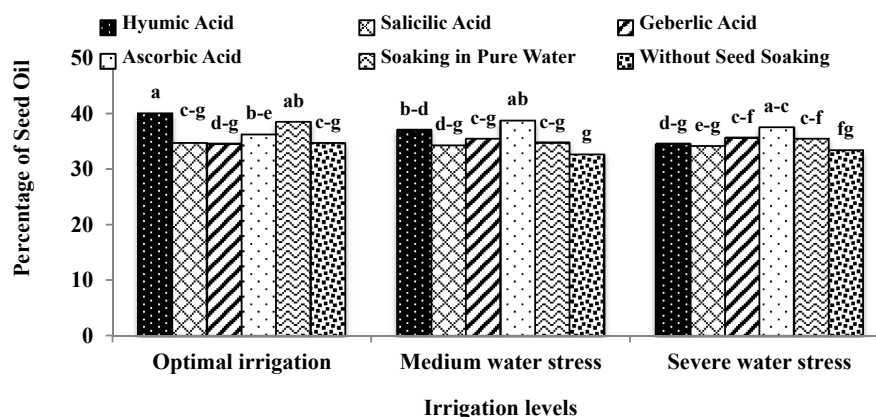 Hyumic Acid Salicilic Acid Geberlic Acid
Ascorbic Acid Soaking in Pure Water Without Seed Soaking
Percentage of Seed Oil
50
40
30
20
10
0
a c-g d-g b-e ab c-g
b-d d-g c-g ab c-g g
d-g e-g c-f a-c c-f fg
Optimal irrigation Medium water stress Severe water stress
Irrigation levels